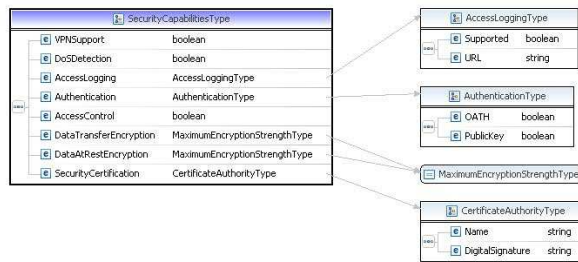 SecurityCapabilitiesType
VPNSupport boolean
DoSDetection boolean
AccessLogging AccessLoggingType
Authentication AuthenticationType
AccessControl boolean
DataTransferEncryption MaximumEncryptionStrengthType
DataAtRestEncryption MaximumEncryptionStrengthType
SecurityCertification CertificateAuthorityType
AccessLoggingType
Supported boolean
URL string
AuthenticationType
OATH boolean
PublicKey boolean
MaximumEncryptionStrengthType
CertificateAuthorityType
Name string
DigitalSignature string